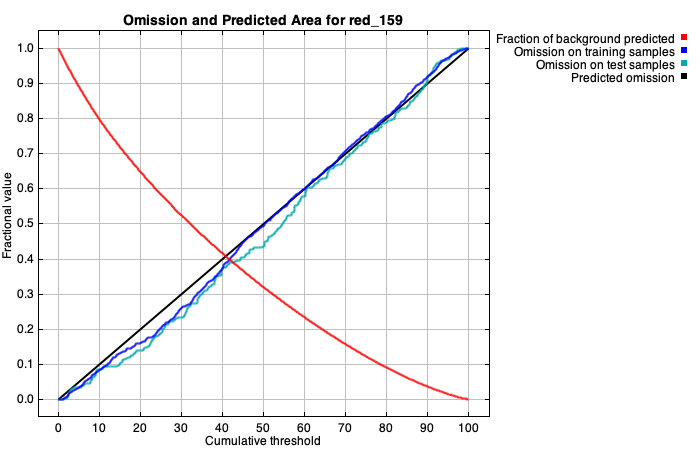 Omission and Predicted Area for red_159
Fraction of background predicted
Omission on training samples
Omission on test samples
Predicted omission
Fractional value
1.0
0.9
0.8
0.7
0.6
0.5
0.4
0.3
0.2
0.1
0.0
0 10 20 30 40 50 60 70 80 90 100
Cumulative threshold